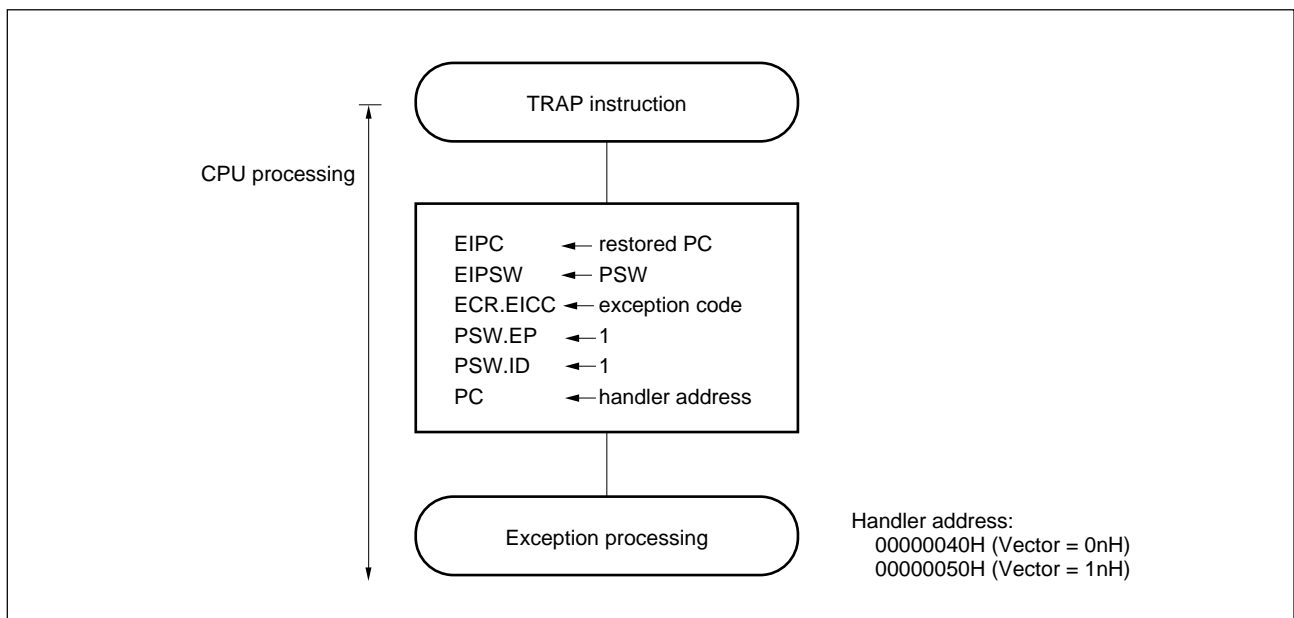 TRAP instruction
CPU processing
EIPC ← restored PC
EIPSW ← PSW
ECR.EICC ← exception code
PSW.EP ← 1
PSW.ID ← 1
PC ← handler address
Exception processing
Handler address:
00000040H (Vector = 0nH)
00000050H (Vector = 1nH)